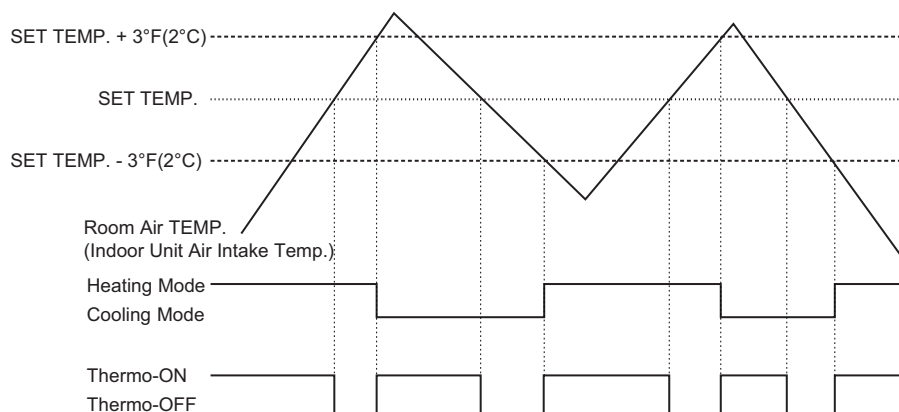 SET TEMP. + 3°F(2°C)
SET TEMP.
SET TEMP. - 3°F(2°C)
Room Air TEMP.
(Indoor Unit Air Intake Temp.)
Heating Mode
Cooling Mode
Thermo-ON
Thermo-OFF